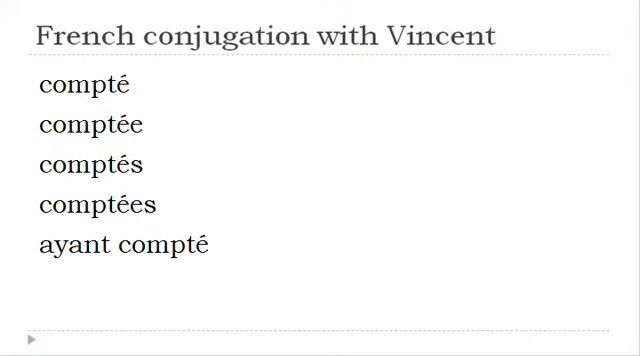 French conjugation with Vincent
compté
comptée
comptés
comptées
ayant compté